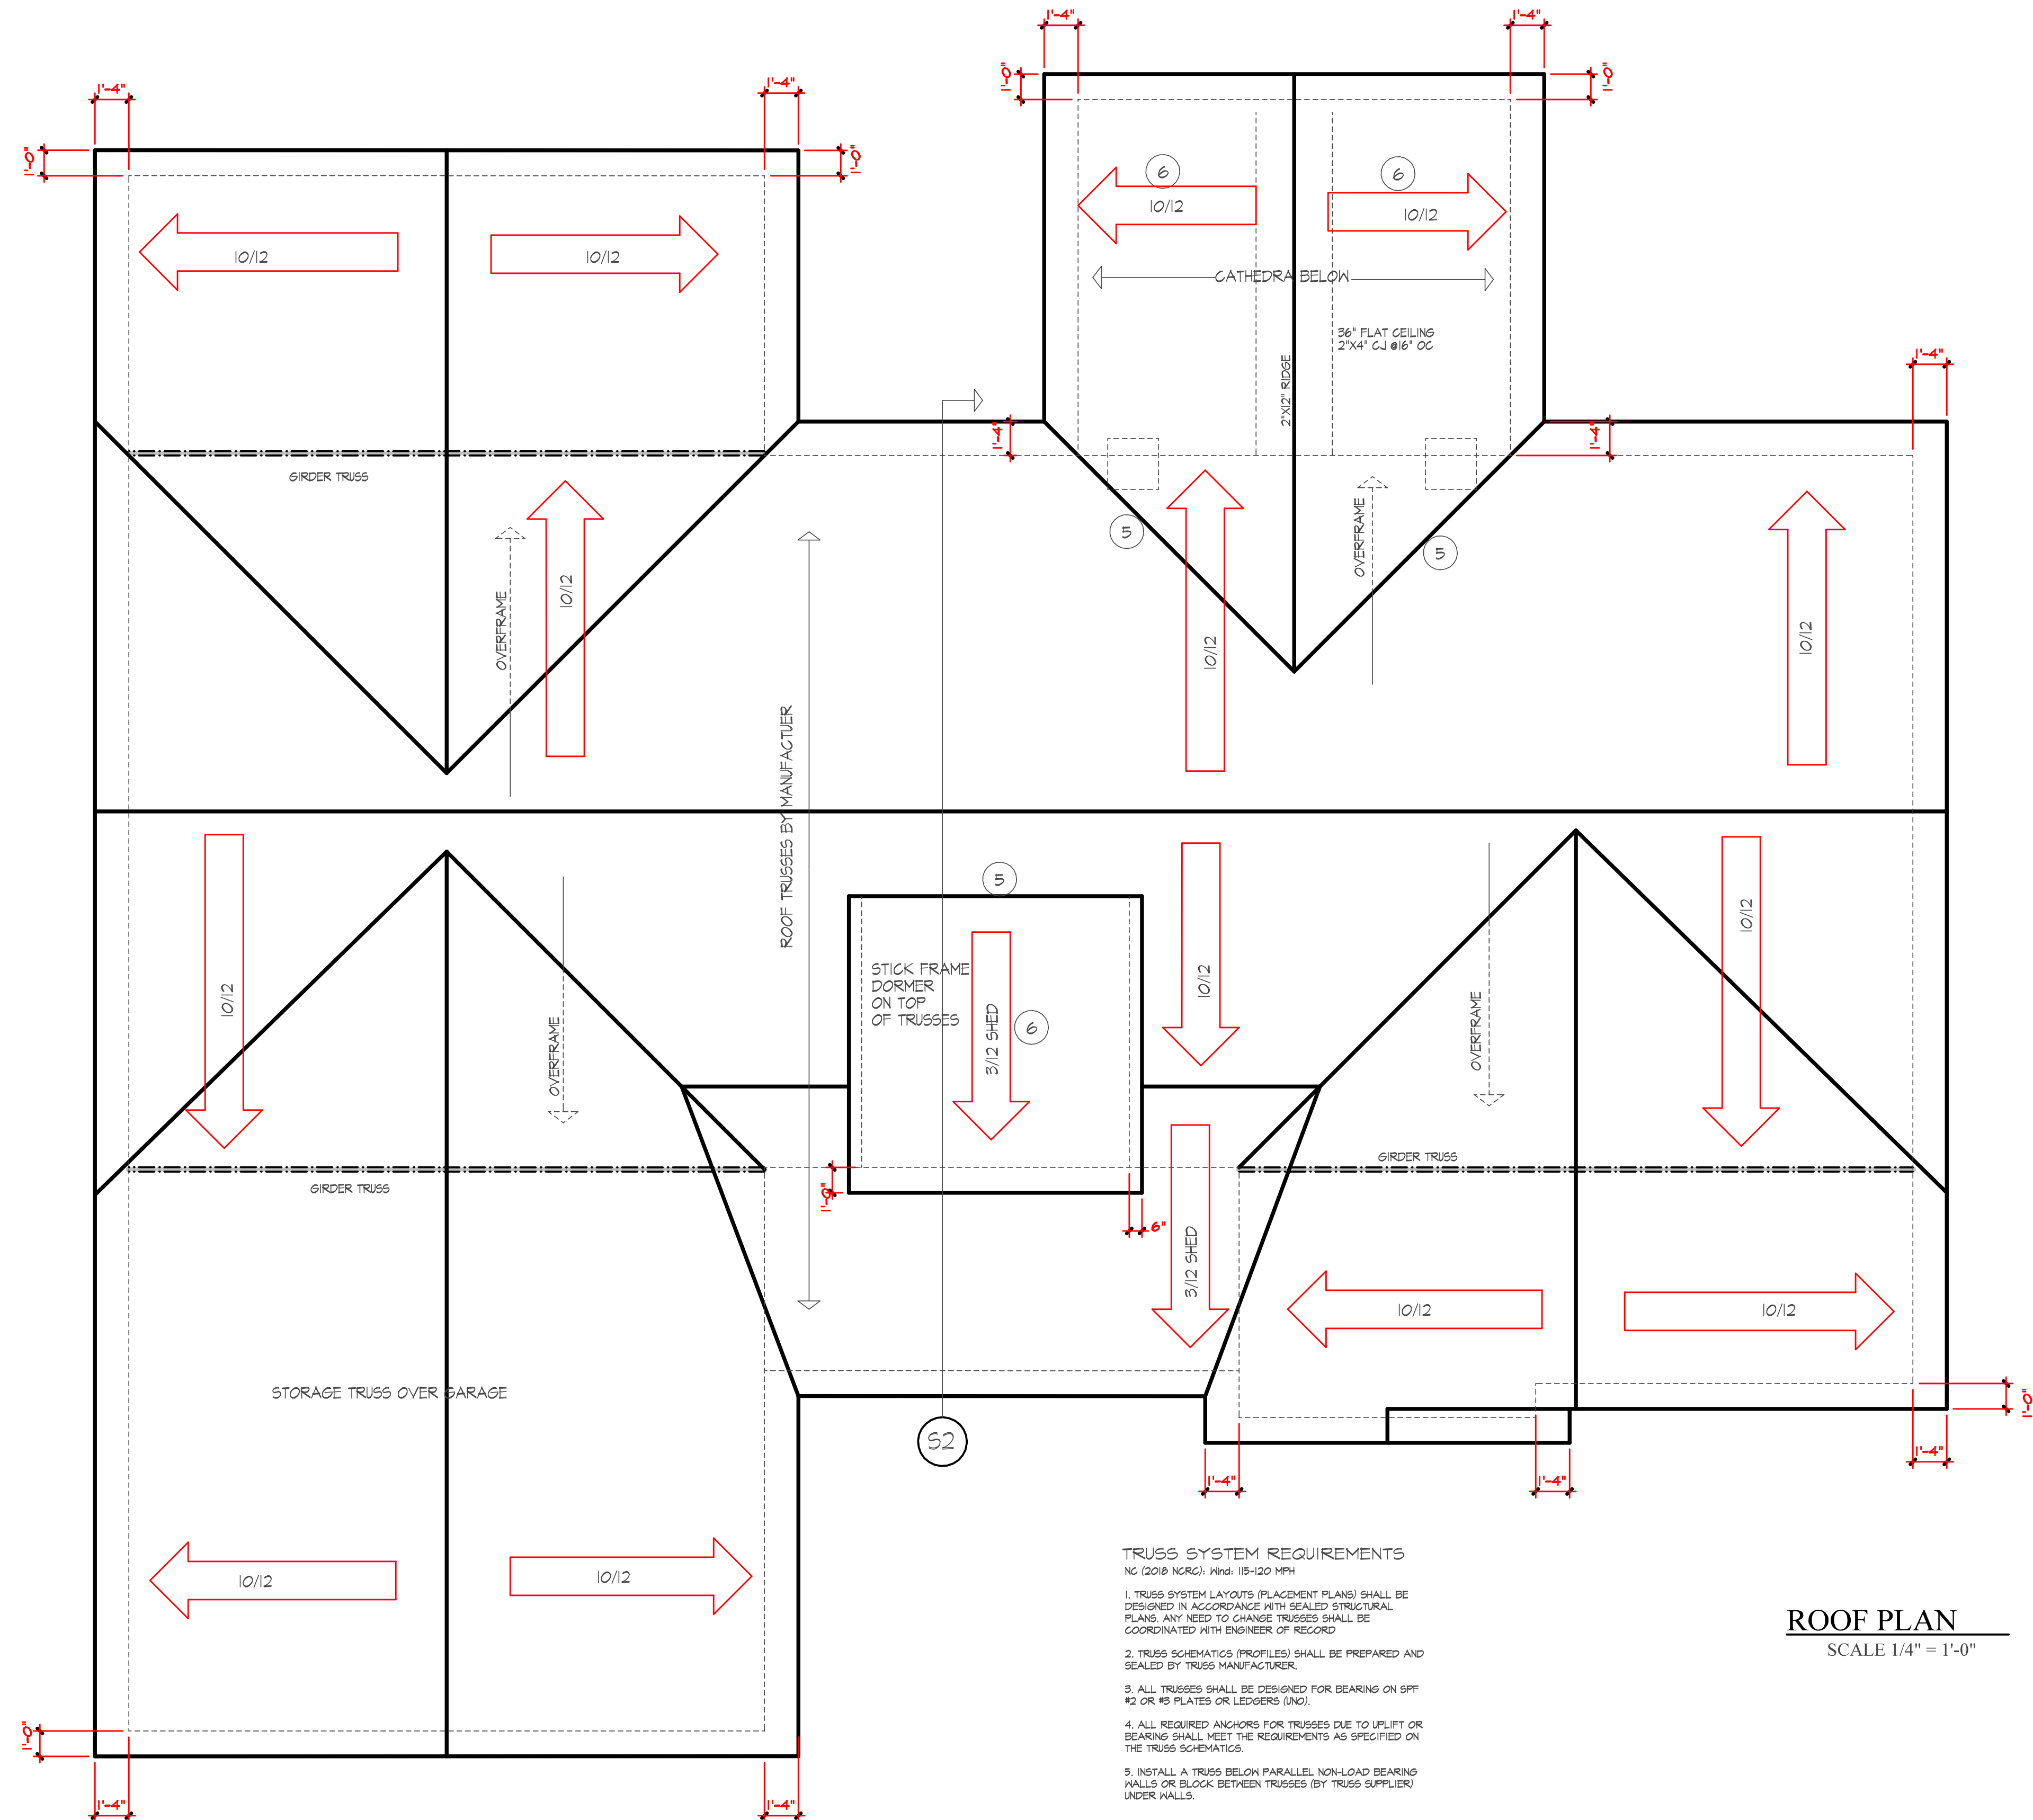 1'-4"
1'-4"
1'-0"
1'-0"
1'-4"
1'-4"
1'-0"
1'-0"
6
6
10/12
10/12
10/12
10/12
CATHEDRA BELOW
36" FLAT CEILING
2"X4" CJ @16" OC
2"X12" RIDGE
1'-4"
1'-4"
1'-4"
GIRDER TRUSS
5
5
OVERFRAME
10/12
OVERFRAME
10/12
10/12
ROOF TRUSSES BY MANUFACTUER
5
10/12
10/12
10/12
STICK FRAME
DORMER
ON TOP
OF TRUSSES
3/12 SHED
6
OVERFRAME
OVERFRAME
GIRDER TRUSS
GIRDER TRUSS
1'-0"
6"
3/12 SHED
10/12
10/12
STORAGE TRUSS OVER GARAGE
1'-0"
S2
1'-4"
1'-4"
1'-4"
10/12
10/12
TRUSS SYSTEM REQUIREMENTS
NC (2018 NCRC): Wind: 115-120 MPH
1. TRUSS SYSTEM LAYOUTS (PLACEMENT PLANS) SHALL BE
DESIGNED IN ACCORDANCE WITH SEALED STRUCTURAL
PLANS. ANY NEED TO CHANGE TRUSSES SHALL BE
COORDINATED WITH ENGINEER OF RECORD
2. TRUSS SCHEMATICS (PROFILES) SHALL BE PREPARED AND
SEALED BY TRUSS MANUFACTURER.
3. ALL TRUSSES SHALL BE DESIGNED FOR BEARING ON SPF
#2 OR #3 PLATES OR LEDGERS (UNO).
4. ALL REQUIRED ANCHORS FOR TRUSSES DUE TO UPLIFT OR
BEARING SHALL MEET THE REQUIREMENTS AS SPECIFIED ON
THE TRUSS SCHEMATICS.
5. INSTALL A TRUSS BELOW PARALLEL NON-LOAD BEARING
WALLS OR BLOCK BETWEEN TRUSSES (BY TRUSS SUPPLIER)
UNDER WALLS.
ROOF PLAN
SCALE 1/4" = 1'-0"
1'-0"
1'-4"
1'-4"